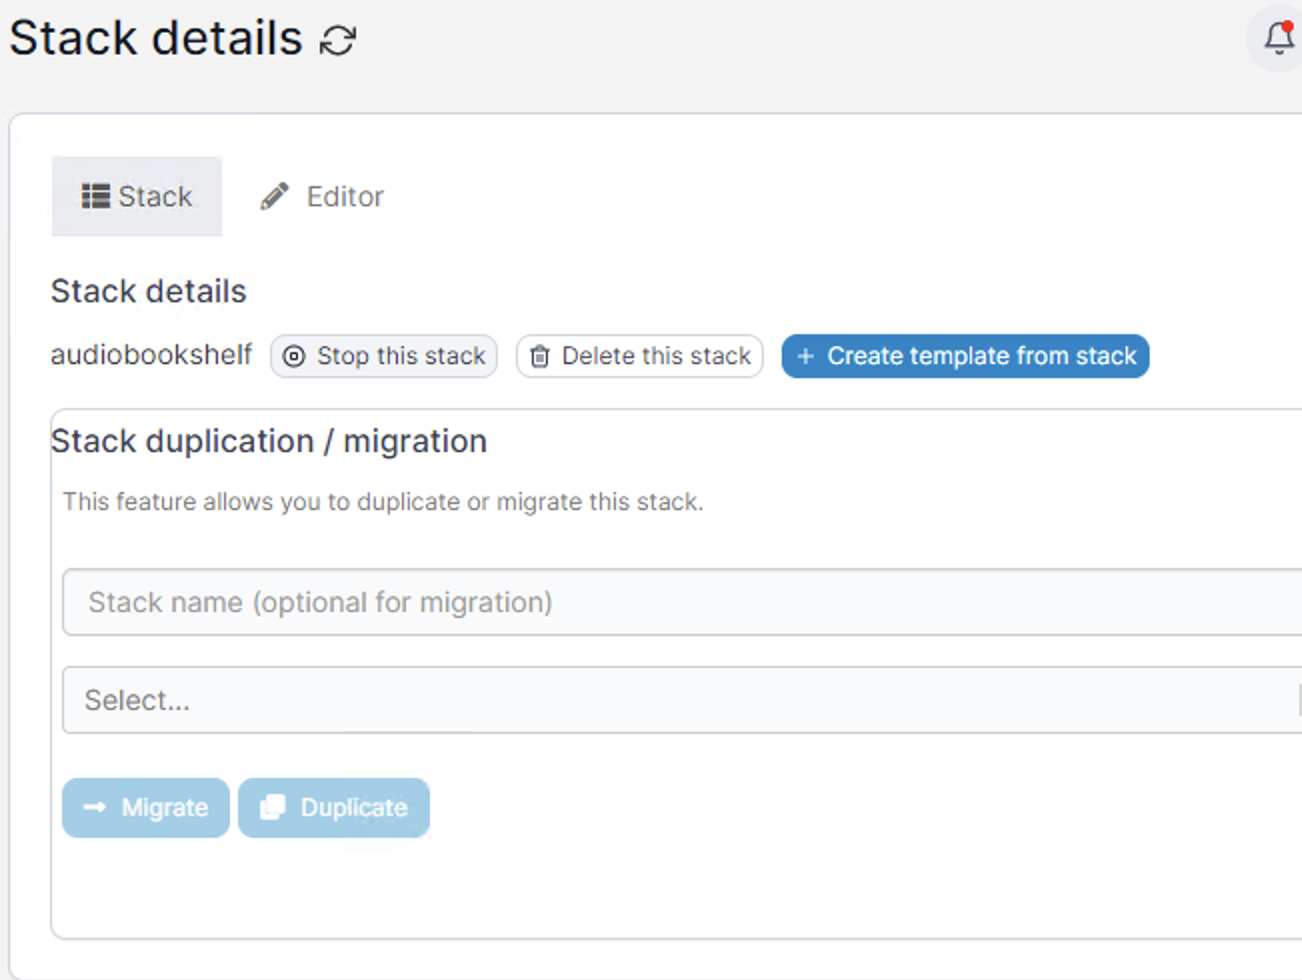 Stack details
Stack Editor
Stack details
audiobookshelf Stop this stack Delete this stack + Create template from stack
Stack duplication / migration
This feature allows you to duplicate or migrate this stack.
Stack name (optional for migration)
Select...
Migrate Duplicate